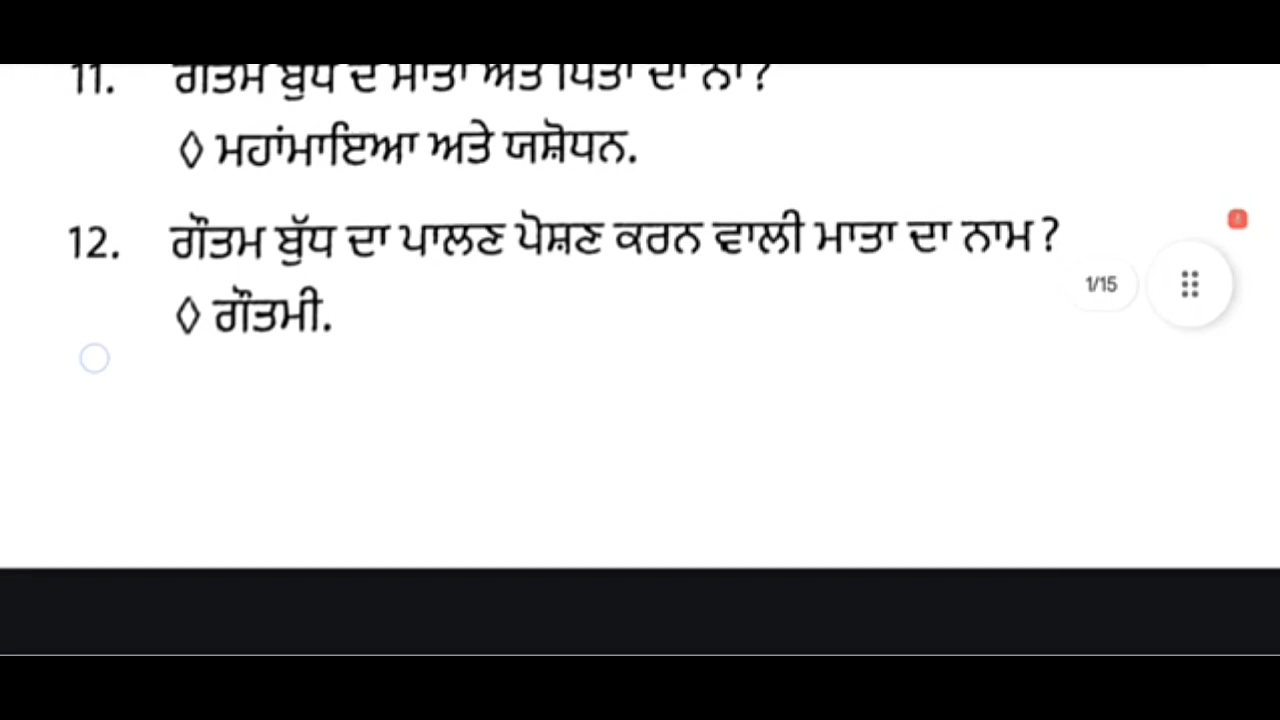 11. ਗੌਤਮ ਬੁੱਧ ਦੇ ਮਾਤਾ ਅਤੇ ਪਿਤਾ ਦਾ ਨਾਂ?
◊ ਮਹਾਂਮਾਇਆ ਅਤੇ ਯਸ਼ੋਧਨ.
12. ਗੌਤਮ ਬੁੱਧ ਦਾ ਪਾਲਣ ਪੋਸ਼ਣ ਕਰਨ ਵਾਲੀ ਮਾਤਾ ਦਾ ਨਾਮ?
1/15
◊ ਗੌਤਮੀ.